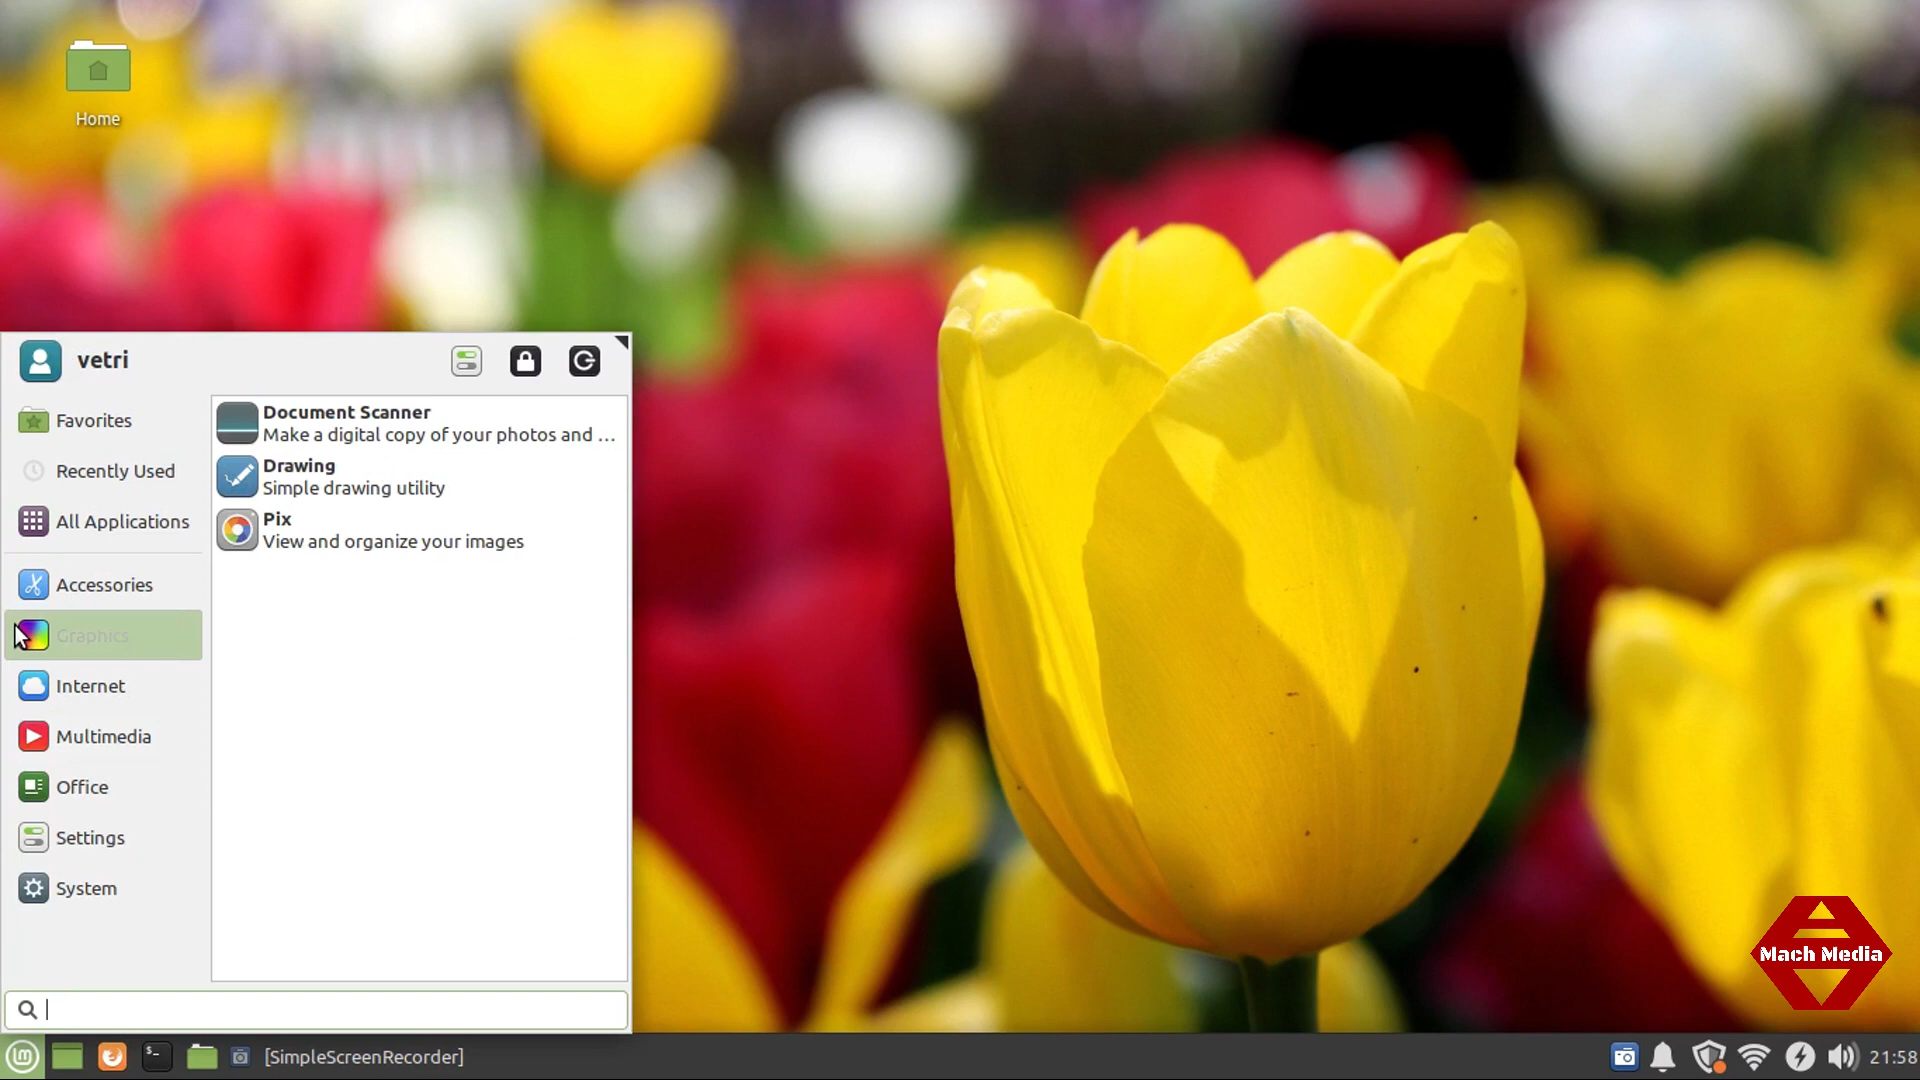 Home
vetri
Favorites
Recently Used
All Applications
Accessories
Graphics
Internet
Multimedia
Office
Settings
System
Document Scanner
Make a digital copy of your photos and ...
Drawing
Simple drawing utility
Pix
View and organize your images
Mach Media
[SimpleScreenRecorder]
21:58